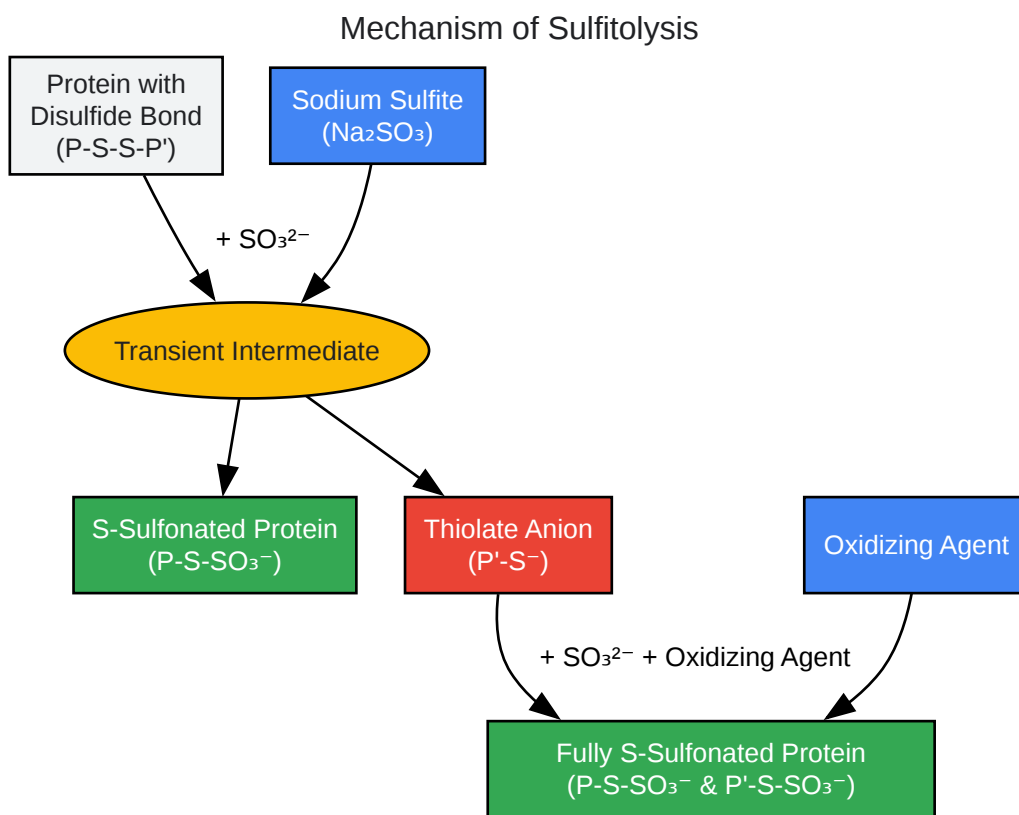 Mechanism of Sulfitolysis
Protein with
Disulfide Bond
(P-S-S-P')
Sodium Sulfite
(Na₂SO₃)
+ SO₃²⁻
Transient Intermediate
S-Sulfonated Protein
(P-S-SO₃⁻)
Thiolate Anion
(P'-S⁻)
Oxidizing Agent
+ SO₃²⁻ + Oxidizing Agent
Fully S-Sulfonated Protein
(P-S-SO₃⁻ & P'-S-SO₃⁻)